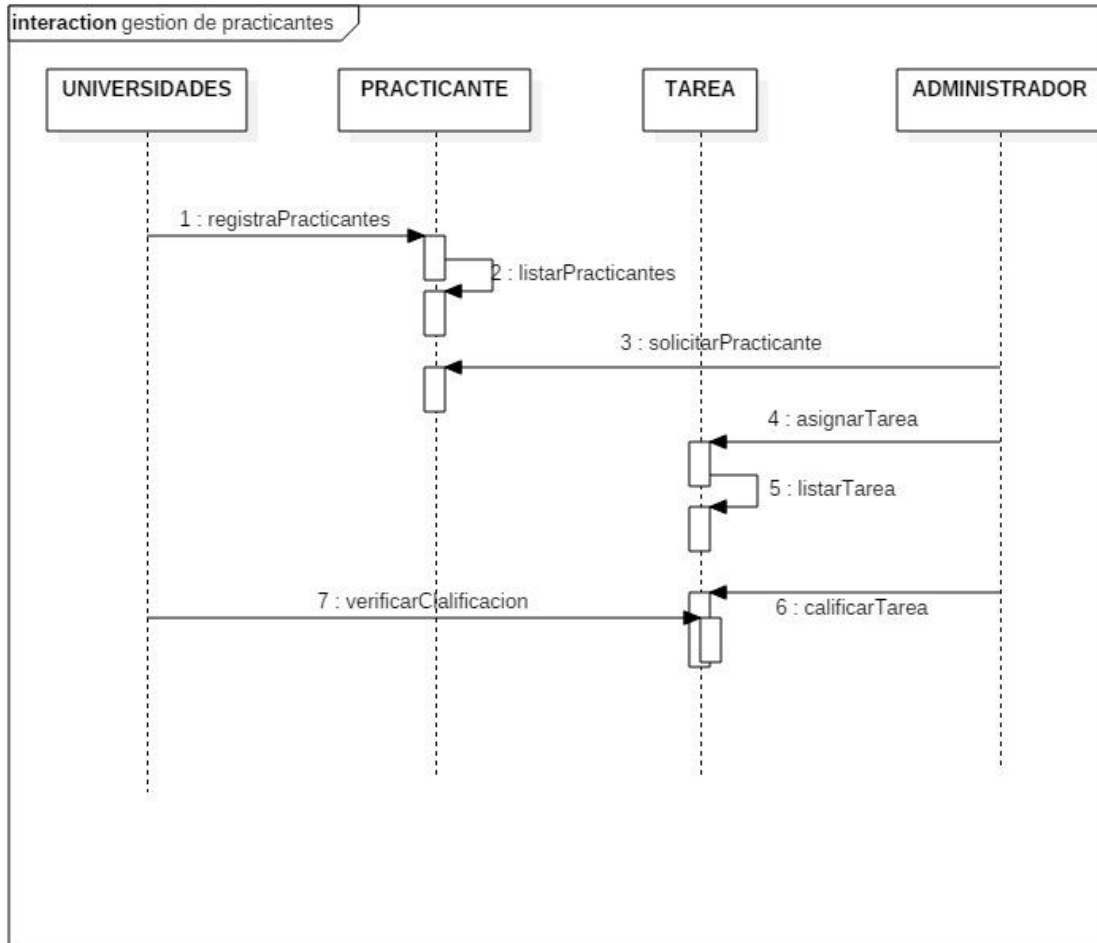 interaction gestion de practicantes
UNIVERSIDADES
PRACTICANTE
TAREA
ADMINISTRADOR
1 : registraPracticantes
2 : listarPracticantes
3 : solicitarPracticante
4 : asignarTarea
5 : listarTarea
7 : verificarClalificacion
6 : calificarTarea